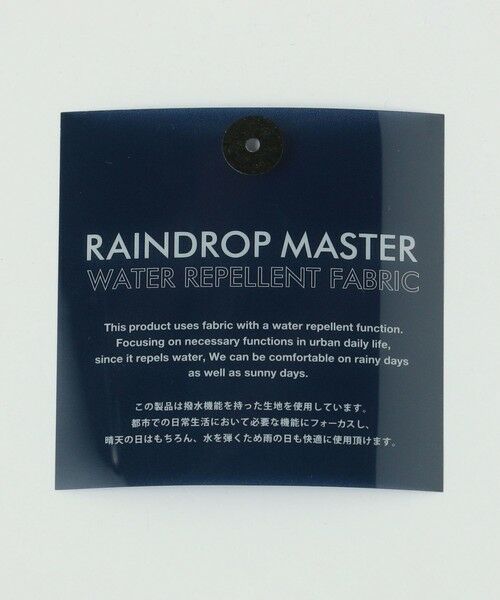 RAINDROP MASTER
WATER REPELLENT FABRIC
This product uses fabric with a water repellent function.
Focusing on necessary functions in urban daily life,
since it repels water, We can be comfortable on rainy days
as well as sunny days.
この製品は撥水機能を持った生地を使用しています。
都市での日常生活において必要な機能にフォーカスし、
晴天の日はもちろん、水を弾くため雨の日も快適に使用頂けます。